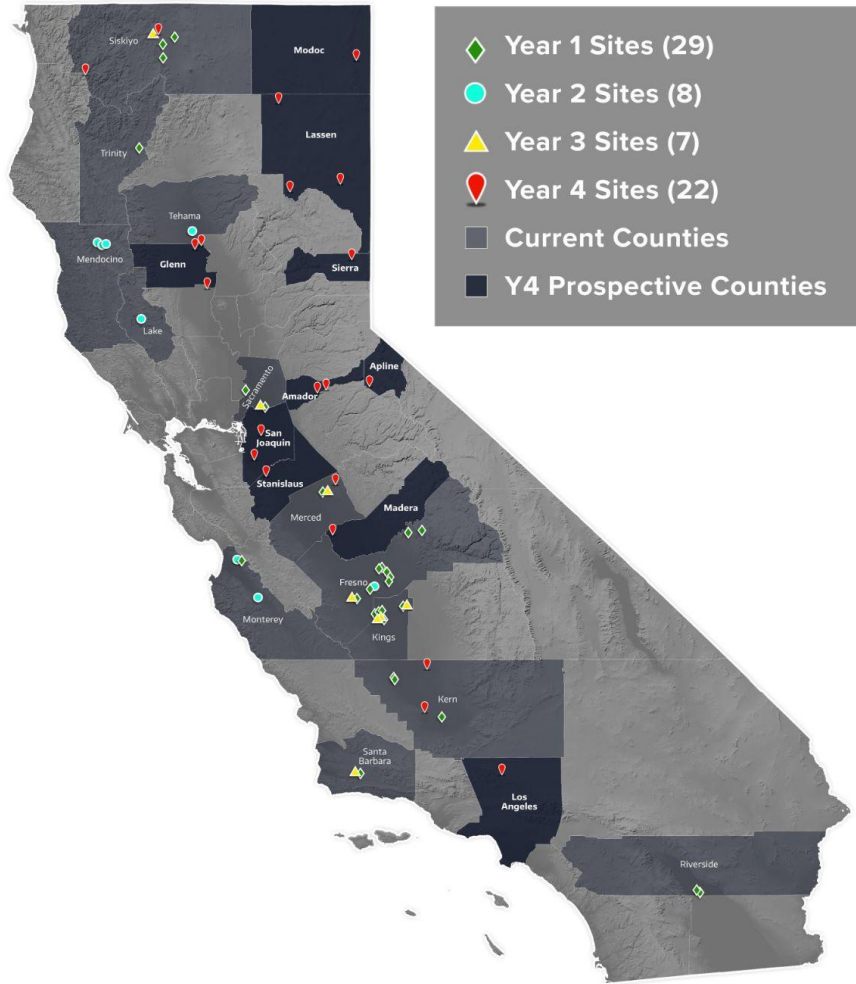 Year 1 Sites (29)
Year 2 Sites (8)
Year 3 Sites (7)
Year 4 Sites (22)
Current Counties
Y4 Prospective Counties
Siskiyo
Modoc
Lassen
Trinity
Tehama
Mendocino
Glenn
Sierra
Lake
Sacramento
Apline
Amador
San
Joaquin
Stanislaus
Merced
Madera
Fresno
Monterey
Kings
Kern
Santa
Barbara
Los
Angeles
Riverside